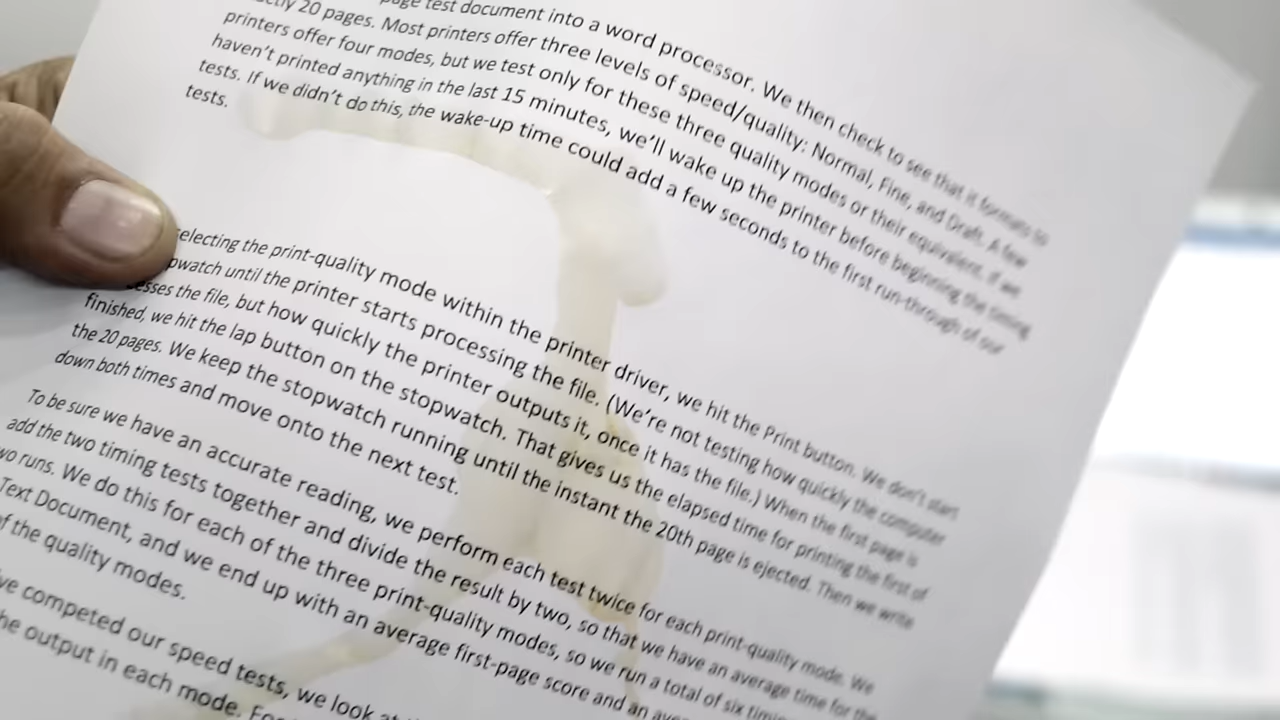 page test document into a word processor. We then check to see that it formats to
20 pages. Most printers offer three levels of speed/quality: Normal, Fine, and Draft. A few
printers offer four modes, but we test only for these three quality modes or their equivalent. If we
haven't printed anything in the last 15 minutes, we'll wake up the printer before beginning the timing
tests. If we didn't do this, the wake-up time could add a few seconds to the first run-through of our
tests.
selecting the print-quality mode within the printer driver, we hit the Print button. We don't start
until the printer starts processing the file. (We're not testing how quickly the computer
the file, but how quickly the printer outputs it, once it has the file.) When the first page is
finished, we hit the lap button on the stopwatch. That gives us the elapsed time for printing the first of
the 20 pages. We keep the stopwatch running until the instant the 20th page is ejected. Then we write
down both times and move onto the next test.
To be sure we have an accurate reading, we perform each test twice for each print-quality mode. We
add the two timing tests together and divide the result by two, so that we have an average time for the
runs. We do this for each of the three print-quality modes, so we run a total of six
Text Document, and we end up with an average first-page score and an
of the quality modes.
competed our speed tests, we look
output in each mode.